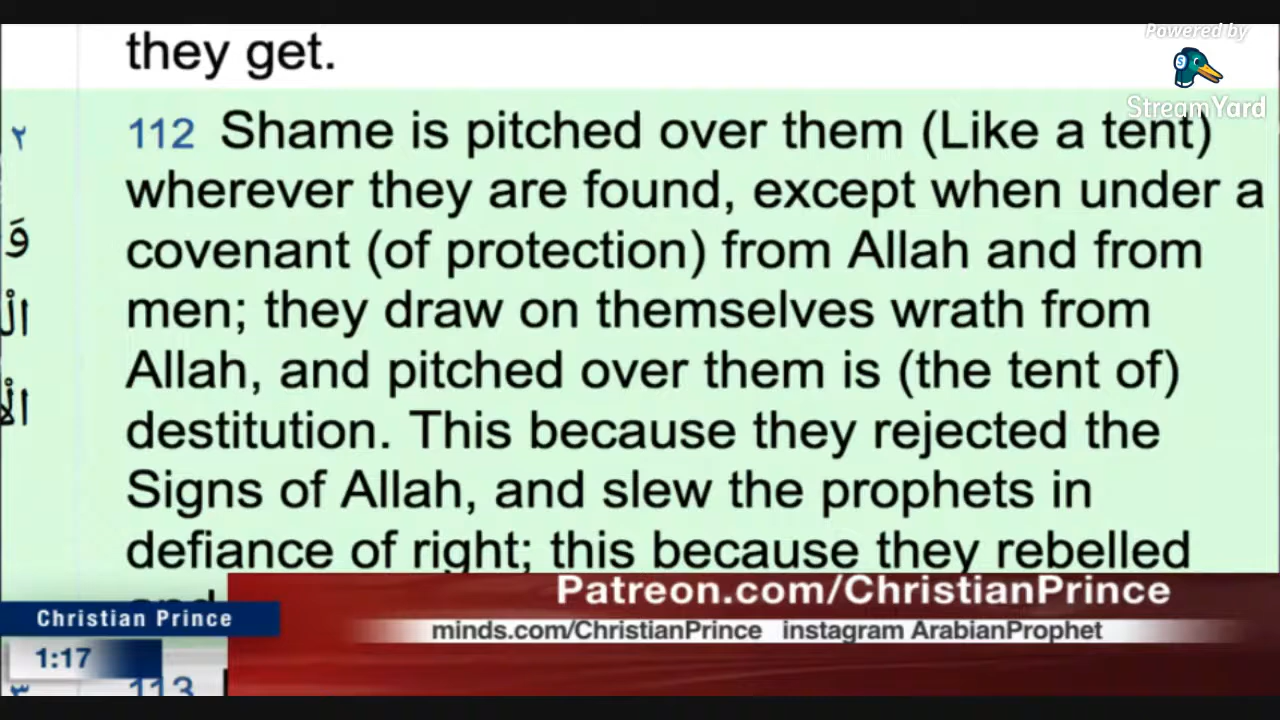 Powered by
StreamYard
they get.
112 Shame is pitched over them (Like a tent)
wherever they are found, except when under a
covenant (of protection) from Allah and from
men; they draw on themselves wrath from
Allah, and pitched over them is (the tent of)
destitution. This because they rejected the
Signs of Allah, and slew the prophets in
defiance of right; this because they rebelled
Patreon.com/ChristianPrince
Christian Prince
minds.com/ChristianPrince instagram ArabianProphet
1:17
113